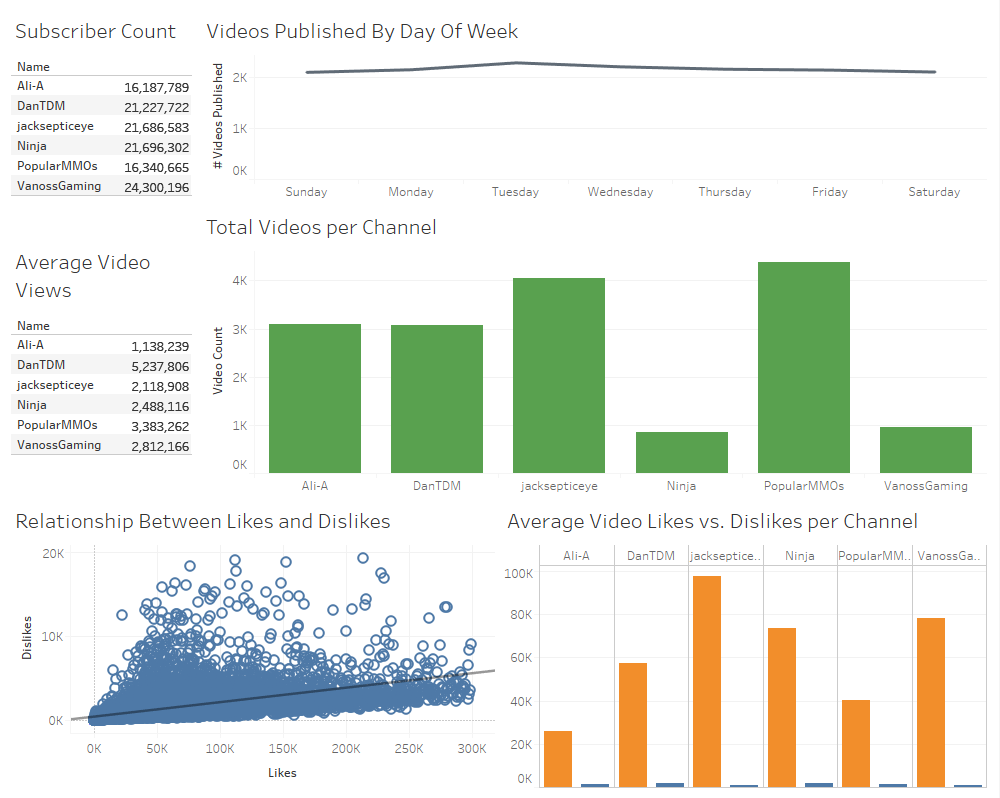 Subscriber Count
Name
Ali-A 16,187,789
DanTDM 21,227,722
jacksepticeye 21,686,583
Ninja 21,696,302
PopularMMOs 16,340,665
VanossGaming 24,300,196
Videos Published By Day Of Week
# Videos Published
2K
1K
0K
Sunday Monday Tuesday Wednesday Thursday Friday Saturday
Average Video
Views
Name
Ali-A 1,138,239
DanTDM 5,237,806
jacksepticeye 2,118,908
Ninja 2,488,116
PopularMMOs 3,383,262
VanossGaming 2,812,166
Total Videos per Channel
Video Count
4K
3K
2K
1K
0K
Ali-A DanTDM jacksepticeye Ninja PopularMMOs VanossGaming
Relationship Between Likes and Dislikes
Dislikes
20K
10K
0K
0K 50K 100K 150K 200K 250K 300K
Likes
Average Video Likes vs. Dislikes per Channel
Ali-A DanTDM jackseptice.. Ninja PopularMM.. VanossGa..
100K
80K
60K
40K
20K
0K